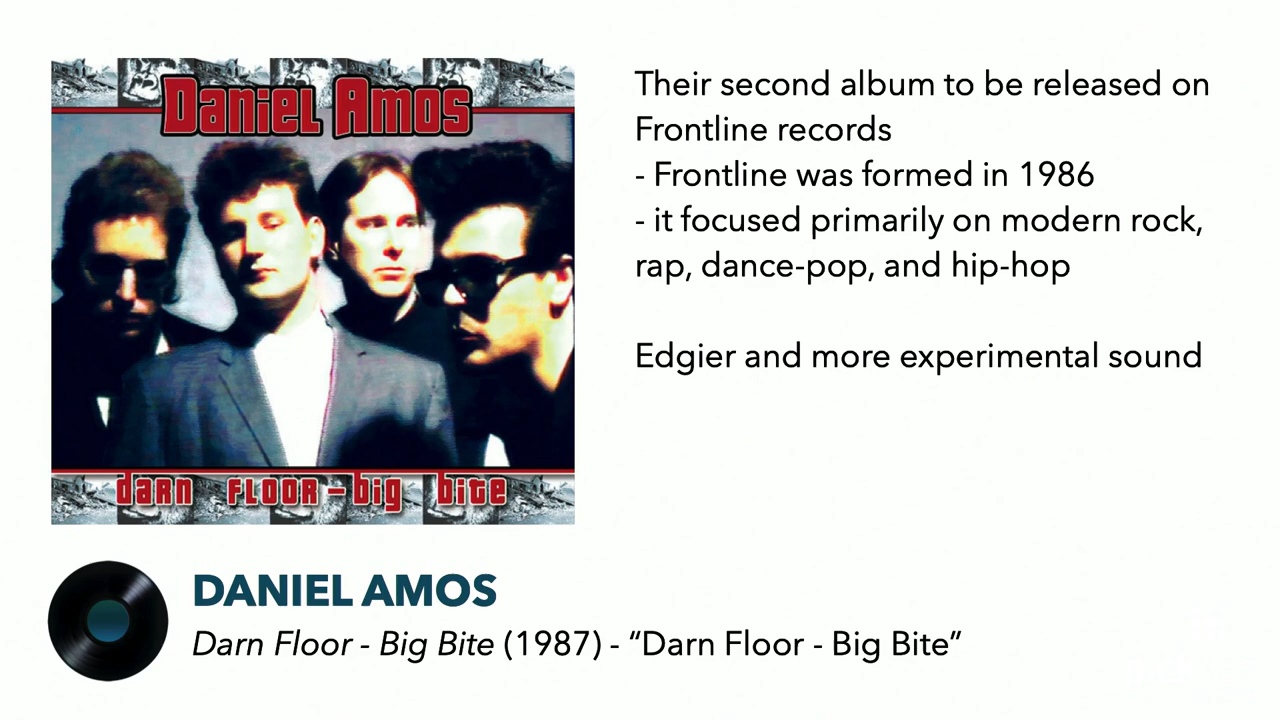 Daniel Amos
darn floor - big bite
Their second album to be released on
Frontline records
- Frontline was formed in 1986
- it focused primarily on modern rock,
rap, dance-pop, and hip-hop
Edgier and more experimental sound
DANIEL AMOS
Darn Floor - Big Bite (1987) - “Darn Floor - Big Bite”